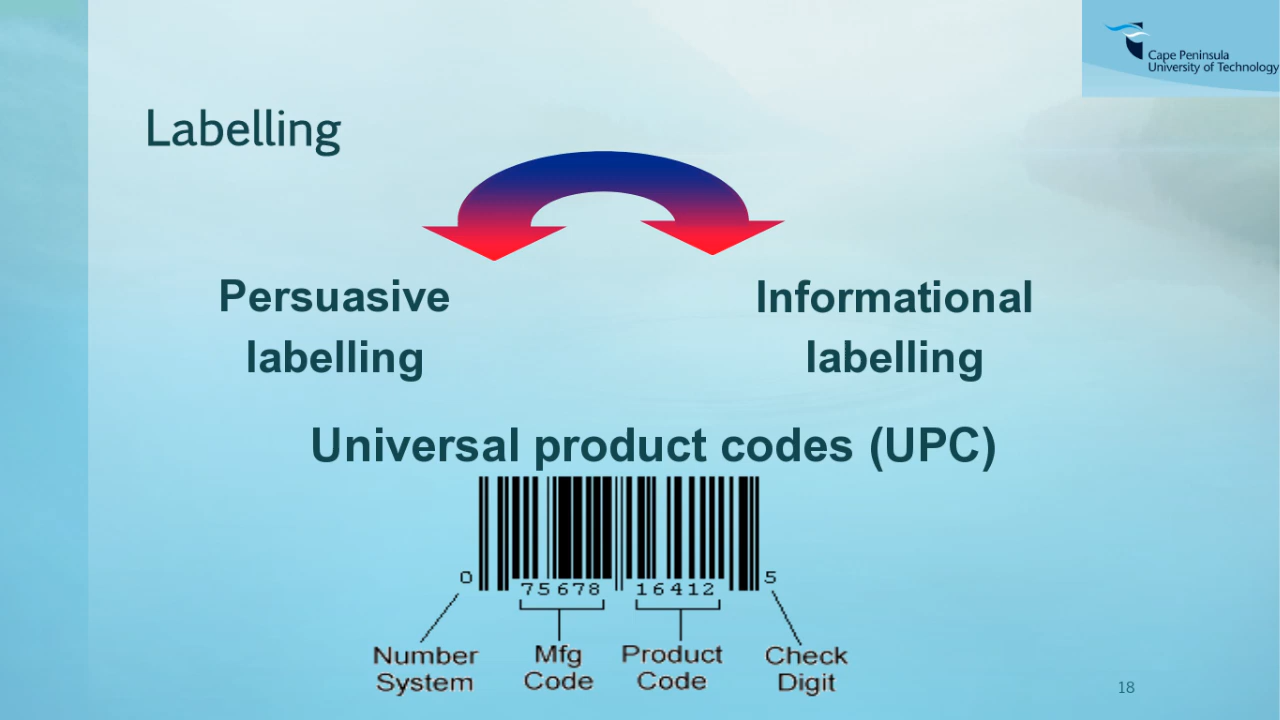 Cape Peninsula
University of Technology
Labelling
Persuasive
labelling
Informational
labelling
Universal product codes (UPC)
0 75678 16412 5
Number
System
Mfg
Code
Product
Code
Check
Digit
18